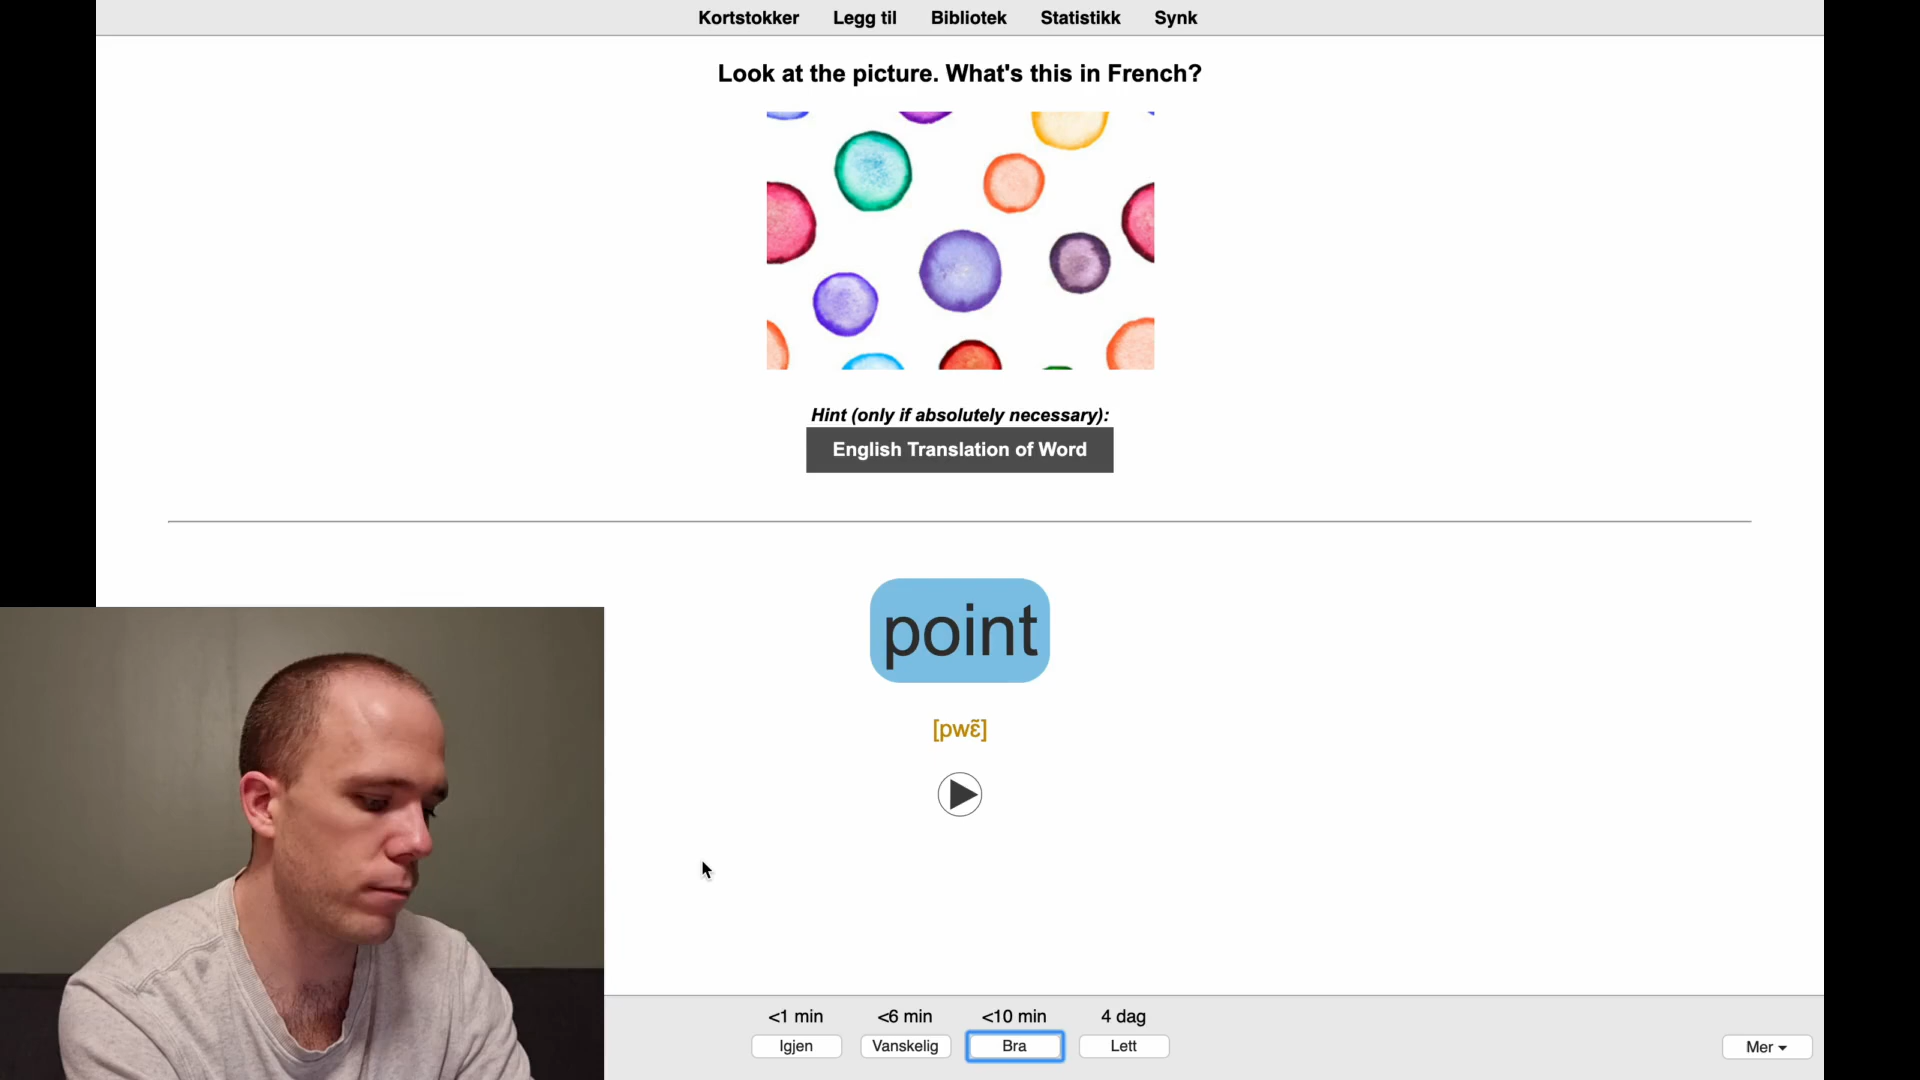 Kortstokker Legg til Bibliotek Statistikk Synk
Look at the picture. What's this in French?
Hint (only if absolutely necessary):
English Translation of Word
point
[pwɛ̃]
<1 min <6 min <10 min 4 dag
Igjen Vanskelig Bra Lett Mer